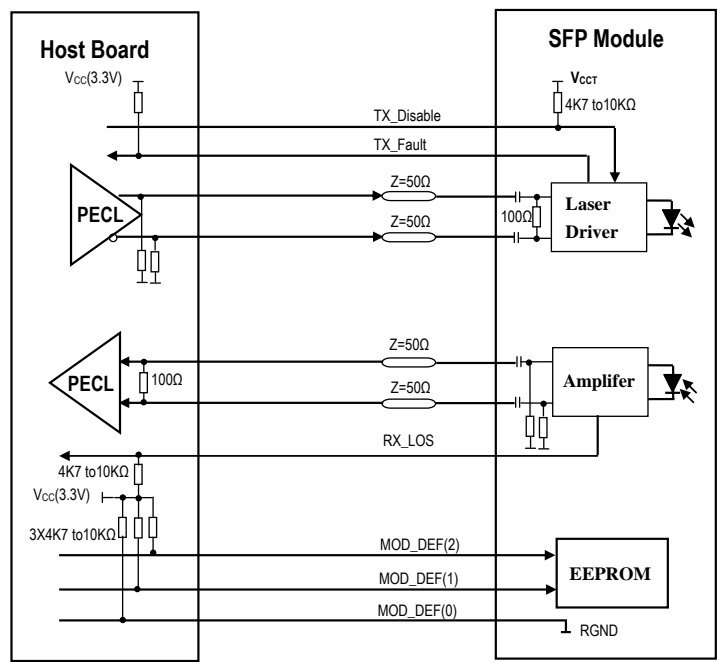 Host Board
SFP Module
Vcc(3.3V)
VCCT
4K7 to10KΩ
TX_Disable
TX_Fault
Z=50Ω
PECL
100Ω
Laser
Driver
Z=50Ω
Z=50Ω
PECL
100Ω
Z=50Ω
Amplifer
RX_LOS
4K7 to10KΩ
Vcc(3.3V)
3X4K7 to10KΩ
MOD_DEF(2)
MOD_DEF(1)
EEPROM
MOD_DEF(0)
RGND